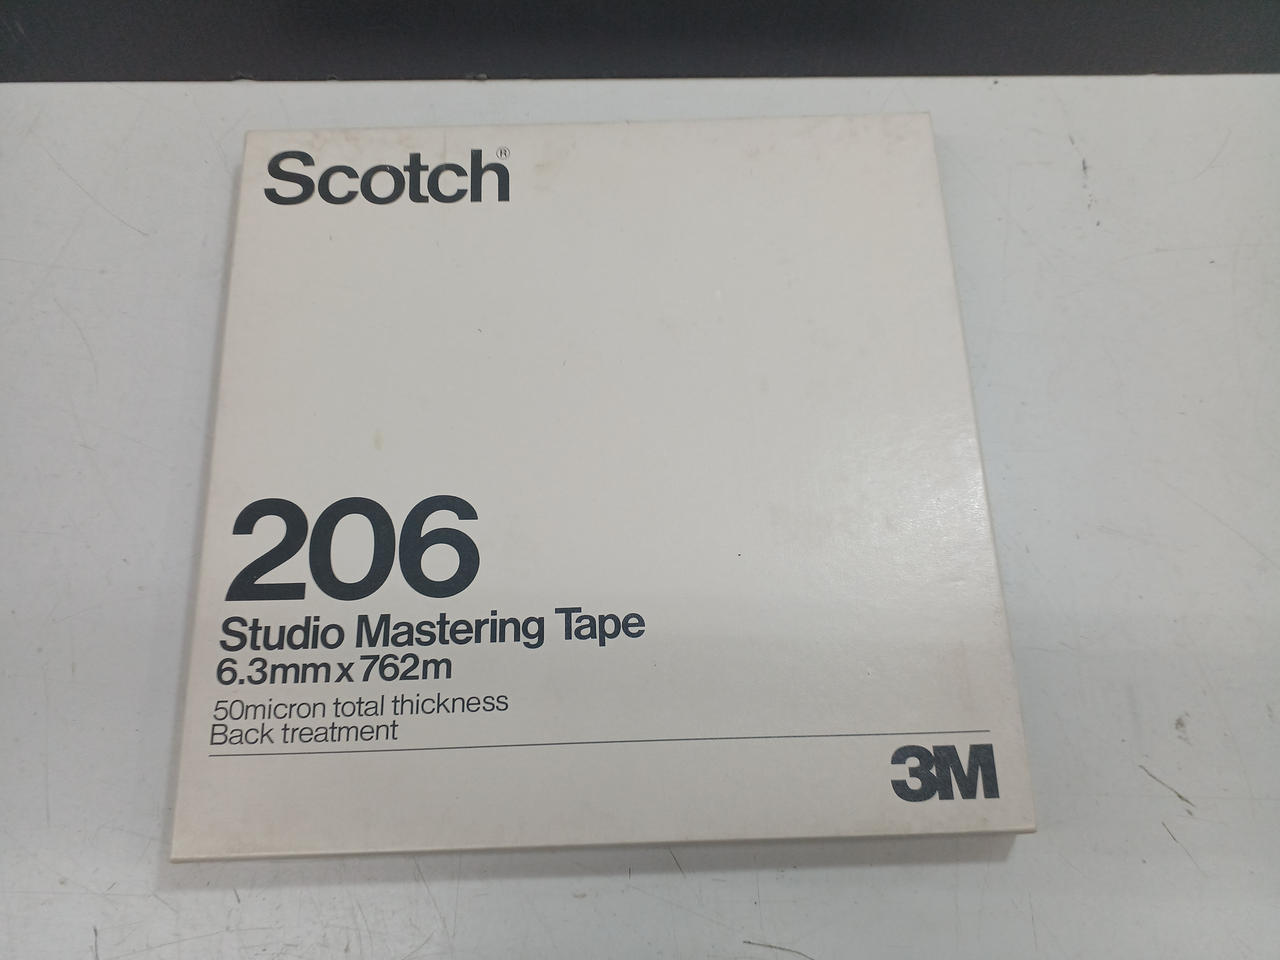 Scotch®
206
Studio Mastering Tape
6.3mm x 762m
50micron total thickness
Back treatment
3M